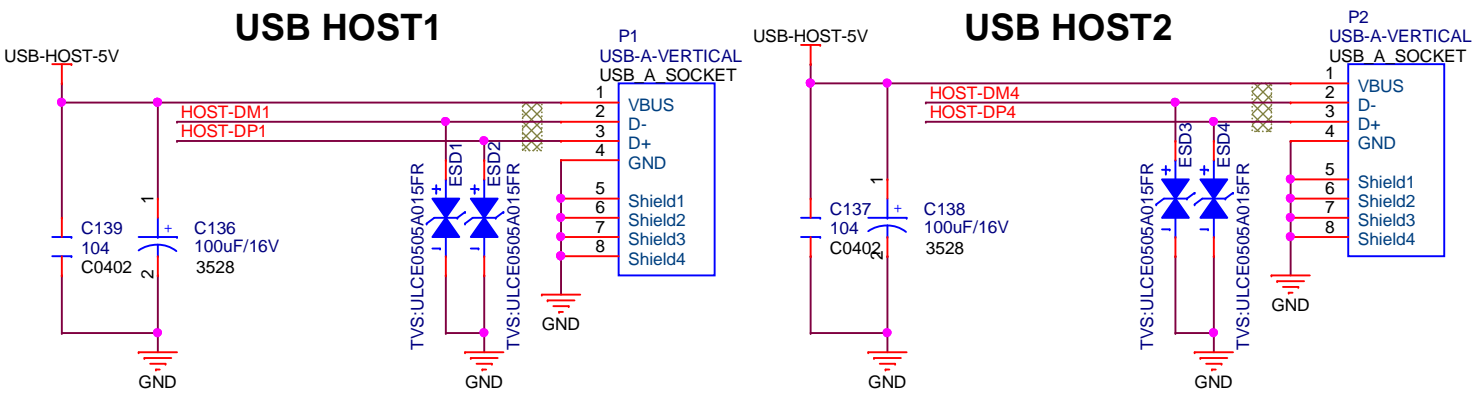 USB HOST1
USB-HOST-5V
P1
USB-A-VERTICAL
USB_A_SOCKET
HOST-DM1
HOST-DP1
1
2
3
4
5
6
7
8
VBUS
D-
D+
GND
Shield1
Shield2
Shield3
Shield4
ESD1
ESD2
TVS:ULCE0505A015FR
TVS:ULCE0505A015FR
+
+
-
-
C139
104
C0402
1
+
2
C136
100uF/16V
3528
GND
GND
GND
USB HOST2
USB-HOST-5V
P2
USB-A-VERTICAL
USB_A_SOCKET
HOST-DM4
HOST-DP4
1
2
3
4
5
6
7
8
VBUS
D-
D+
GND
Shield1
Shield2
Shield3
Shield4
ESD3
ESD4
TVS:ULCE0505A015FR
TVS:ULCE0505A015FR
+
+
-
-
C137
104
C0402
1
+
2
C138
100uF/16V
3528
GND
GND
GND